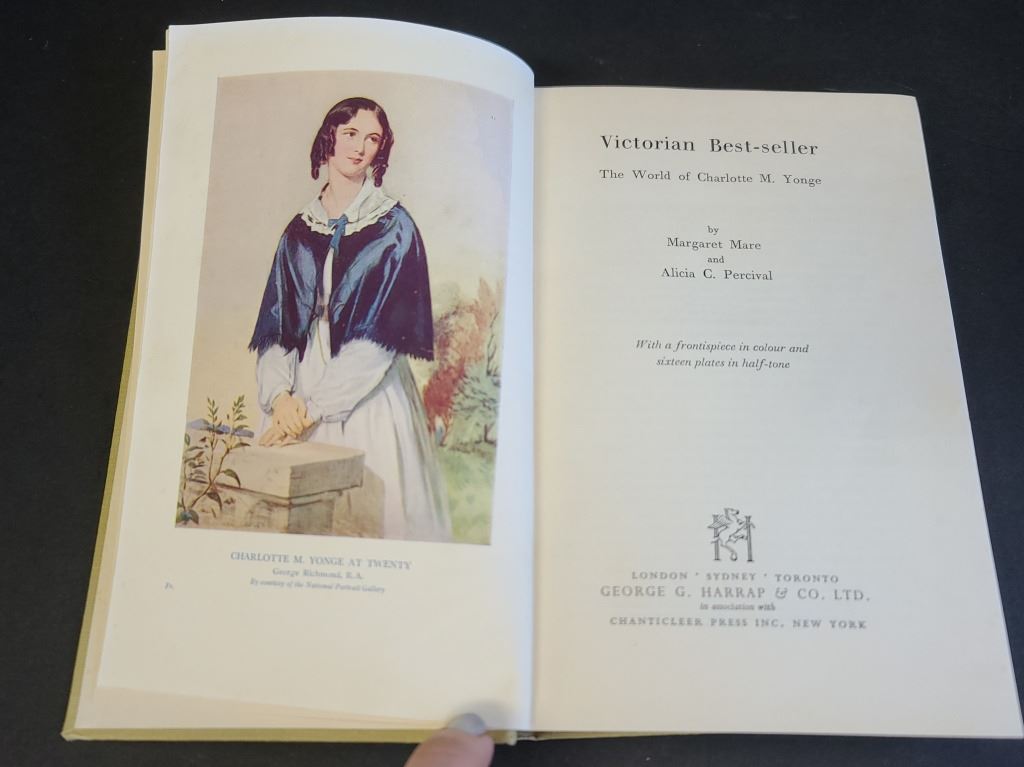 CHARLOTTE M. YONGE AT TWENTY
George Richmond, R.A.
By courtesy of the National Portrait Gallery
Victorian Best-seller
The World of Charlotte M. Yonge
by
Margaret Mare
and
Alicia C. Percival
With a frontispiece in colour and
sixteen plates in half-tone
LONDON · SYDNEY · TORONTO
GEORGE G. HARRAP & CO. LTD.
in association with
CHANTICLEER PRESS INC. NEW YORK